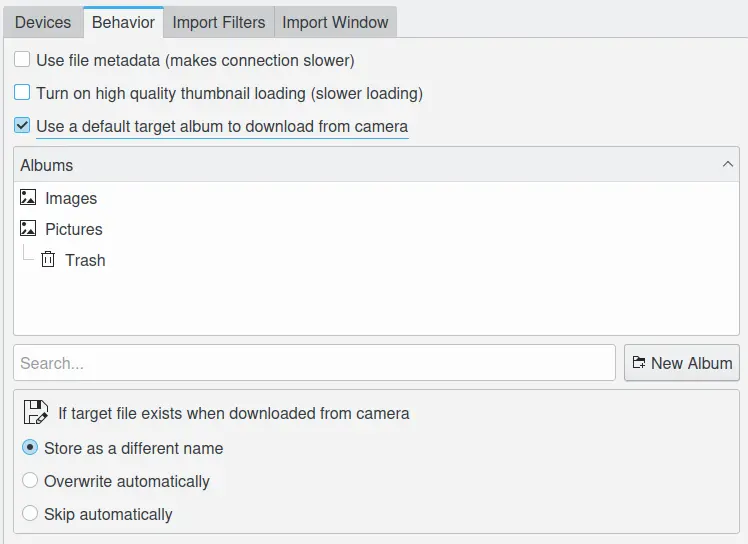 Devices Behavior Import Filters Import Window
Use file metadata (makes connection slower)
Turn on high quality thumbnail loading (slower loading)
Use a default target album to download from camera
Albums
Images
Pictures
Trash
Search... New Album
If target file exists when downloaded from camera
Store as a different name
Overwrite automatically
Skip automatically